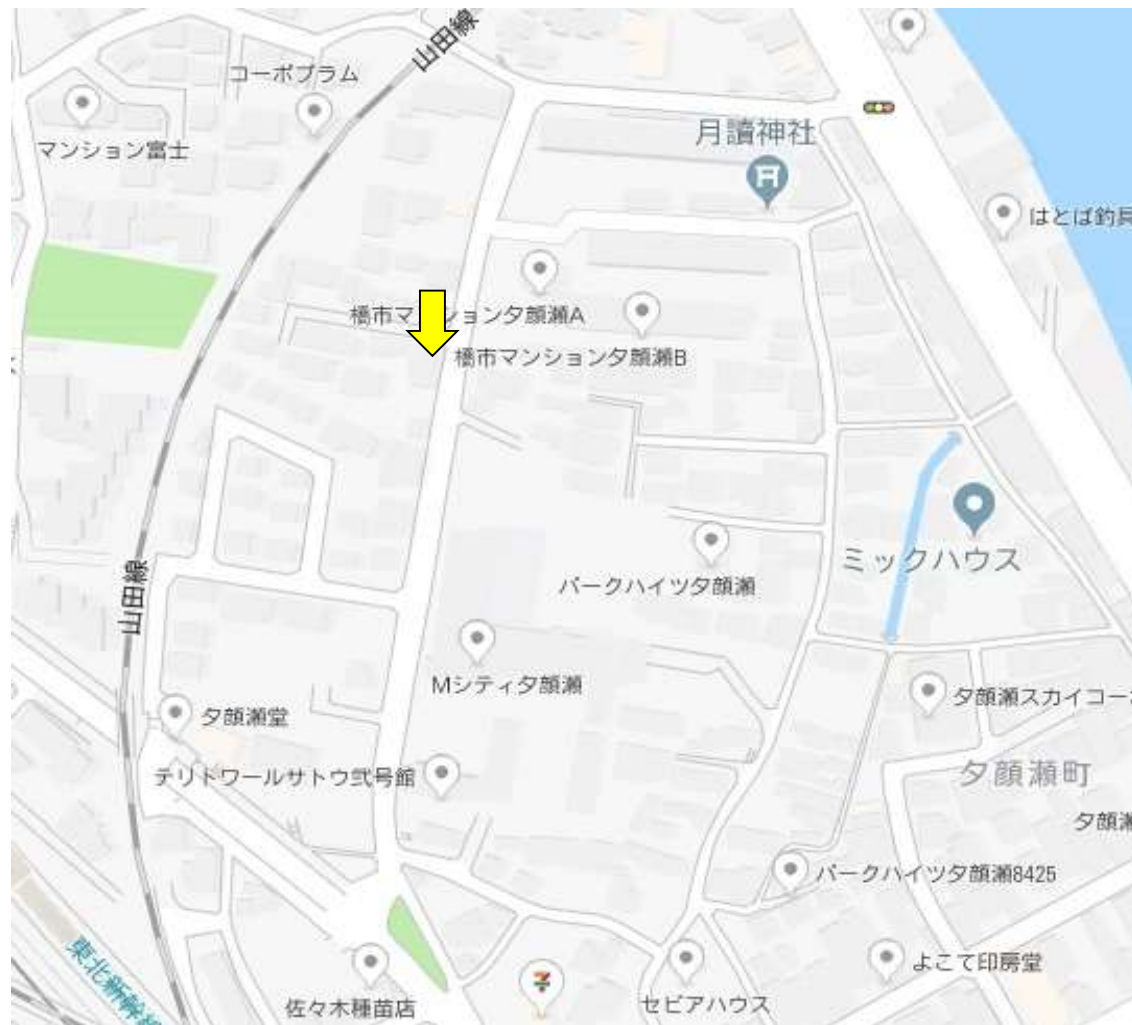 山田線
コーポプラム
マンション富士
月讀神社
はとば釣具
橋市マ
ション夕顔瀬A
橋市マンション夕顔瀬B
パークハイツ夕顔瀬
ミックハウス
山田線
Mシティ夕顔瀬
夕顔瀬スカイコー
夕顔瀬堂
テリトワールサトウ弐号館
夕顔瀬町
夕顔瀬
パークハイツ夕顔瀬8425
東北新幹線
よこて印房堂
佐々木種苗店
セビアハウス